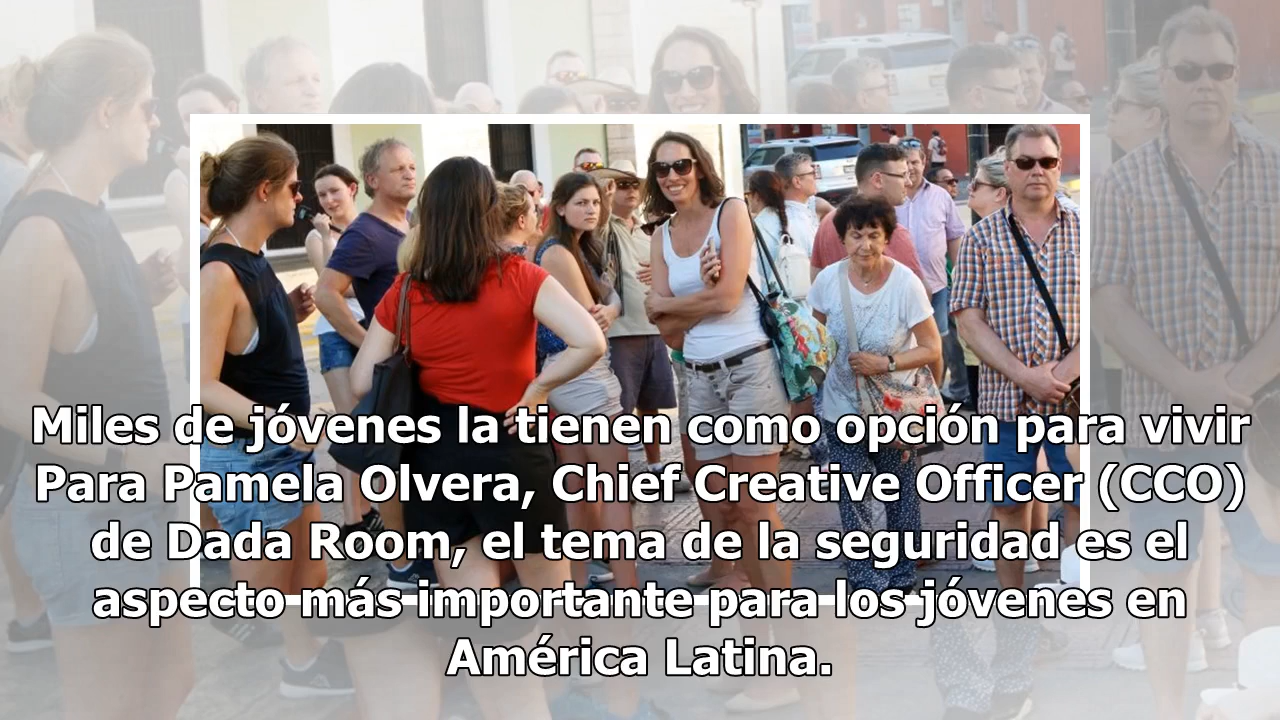 Miles de jóvenes la tienen como opción para vivir
Para Pamela Olvera, Chief Creative Officer (CCO)
de Dada Room, el tema de la seguridad es el
aspecto más importante para los jóvenes en
América Latina.